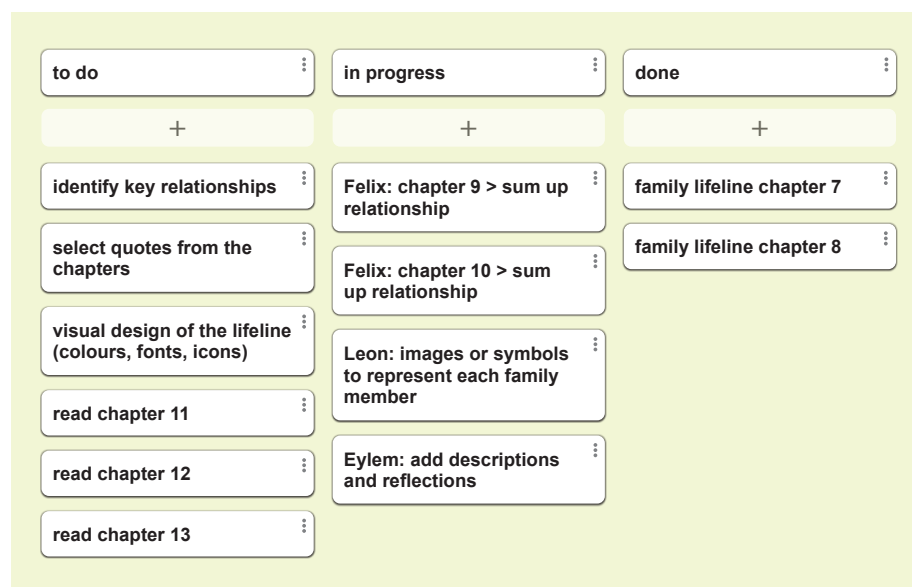 to do
+
identify key relationships
select quotes from the
chapters
visual design of the lifeline
(colours, fonts, icons)
read chapter 11
read chapter 12
read chapter 13
in progress
+
Felix: chapter 9 > sum up
relationship
Felix: chapter 10 > sum
up relationship
Leon: images or symbols
to represent each family
member
Eylem: add descriptions
and reflections
done
+
family lifeline chapter 7
family lifeline chapter 8